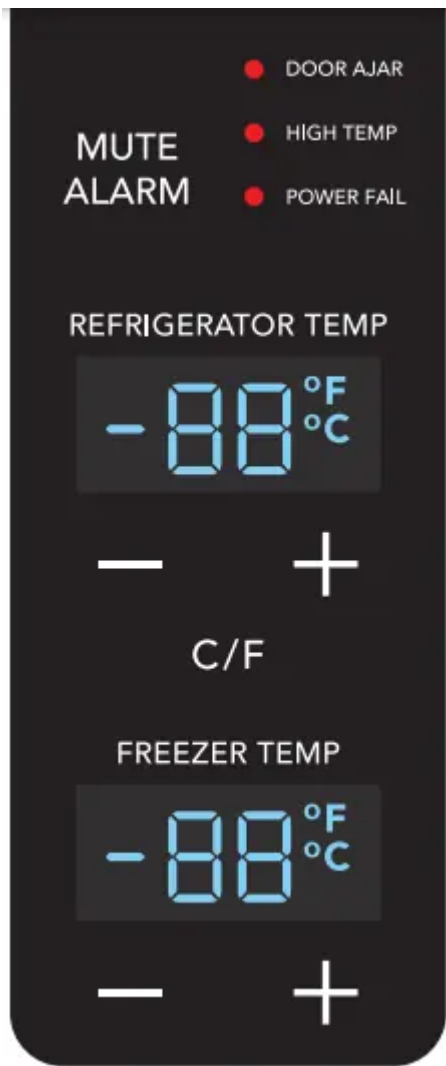 DOOR AJAR
MUTE
ALARM
HIGH TEMP
POWER FAIL
REFRIGERATOR TEMP
-88°F
°C
− +
C/F
FREEZER TEMP
-88°F
°C
− +